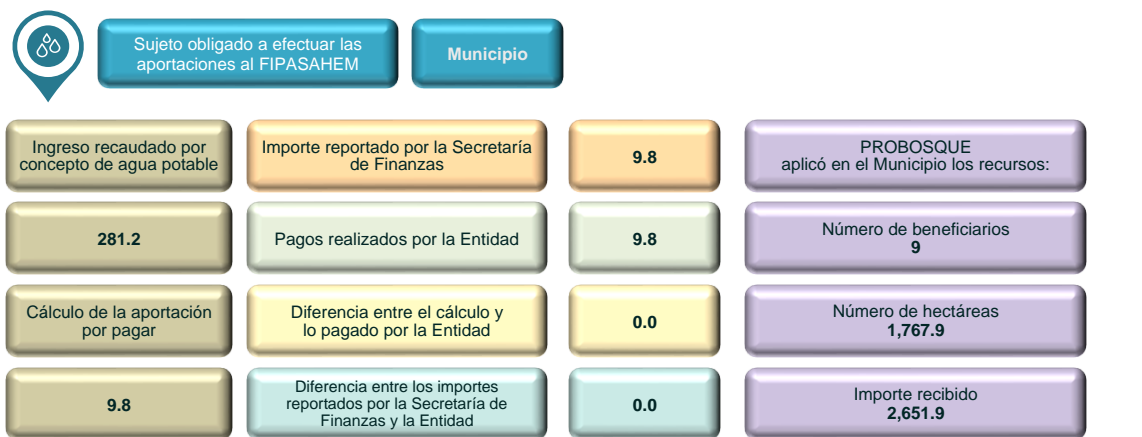 Sujeto obligado a efectuar las
aportaciones al FIPASAHEM
Municipio
Ingreso recaudado por
concepto de agua potable
Importe reportado por la Secretaría
de Finanzas
9.8
PROBOSQUE
aplicó en el Municipio los recursos:
281.2
Pagos realizados por la Entidad
9.8
Número de beneficiarios
9
Cálculo de la aportación
por pagar
Diferencia entre el cálculo y
lo pagado por la Entidad
0.0
Número de hectáreas
1,767.9
9.8
Diferencia entre los importes
reportados por la Secretaría de
Finanzas y la Entidad
0.0
Importe recibido
2,651.9